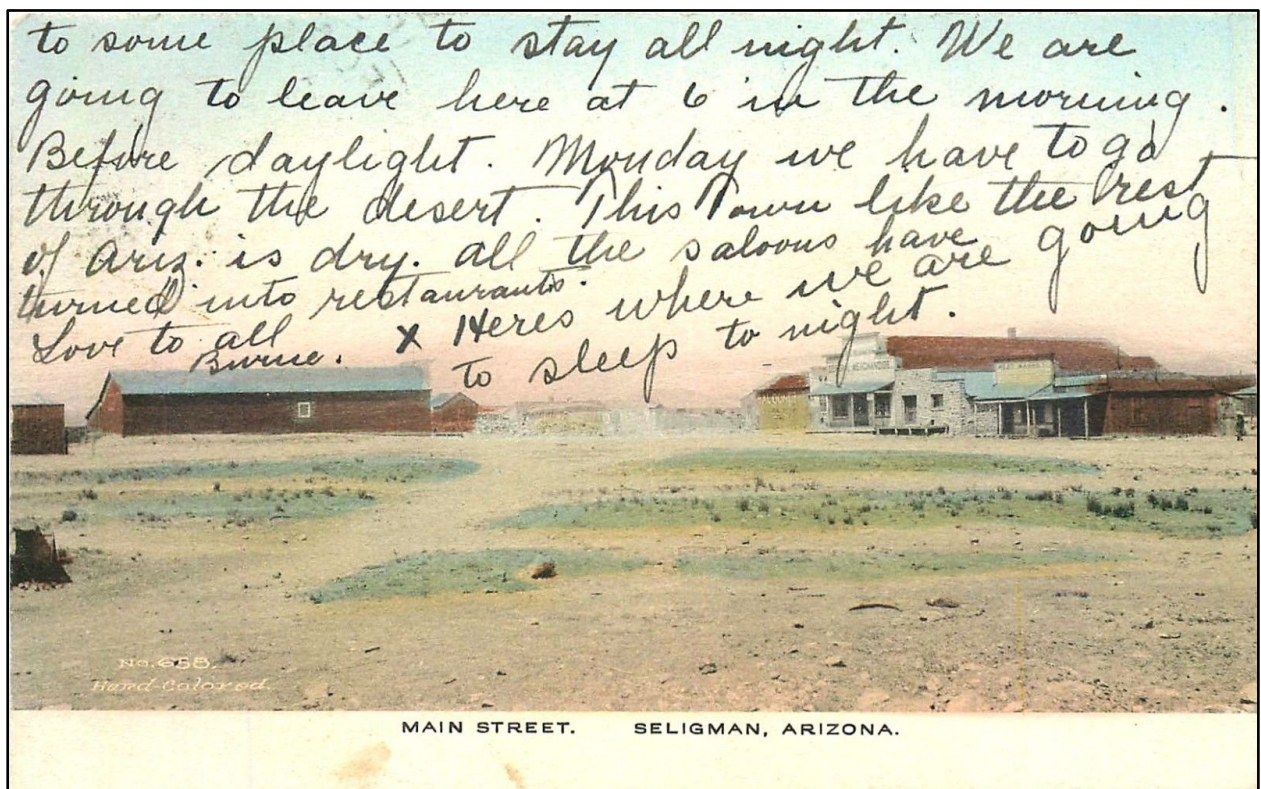 to some place to stay all night. We are
going to leave here at 6 in the morning.
Before daylight. Monday we have to go
through the desert. This Town like the rest
of Ariz. is dry. all the saloons have
turned into restaurants.
Love to all
X Heres where we are going
to sleep to night.
No. 658.
Hand-Colored.
MAIN STREET. SELIGMAN, ARIZONA.